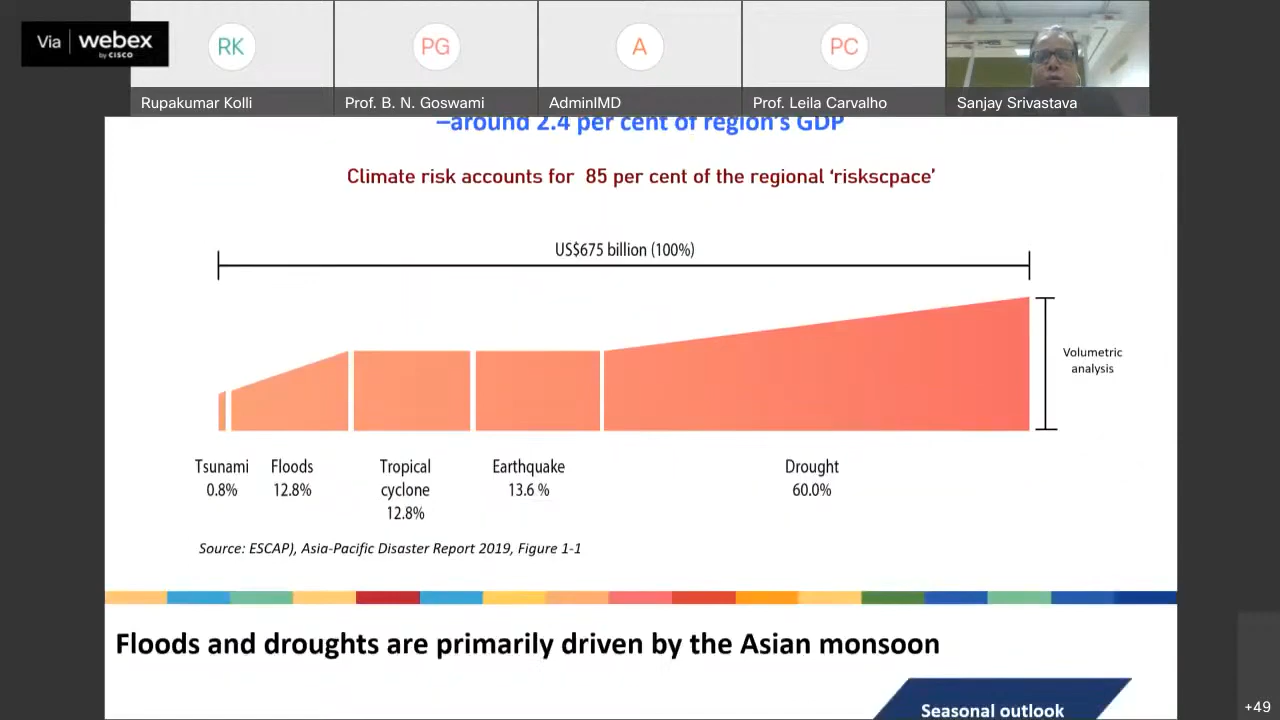 Via webex
by CISCO
RK
PG
A
PC
Rupakumar Kolli
Prof. B. N. Goswami
AdminIMD
Prof. Leila Carvalho
Sanjay Srivastava
–around 2.4 per cent of region's GDP
Climate risk accounts for 85 per cent of the regional ‘riskscpace’
US$675 billion (100%)
Volumetric
analysis
Tsunami
0.8%
Floods
12.8%
Tropical
cyclone
12.8%
Earthquake
13.6 %
Drought
60.0%
Source: ESCAP), Asia-Pacific Disaster Report 2019, Figure 1-1
Floods and droughts are primarily driven by the Asian monsoon
Seasonal outlook
+49